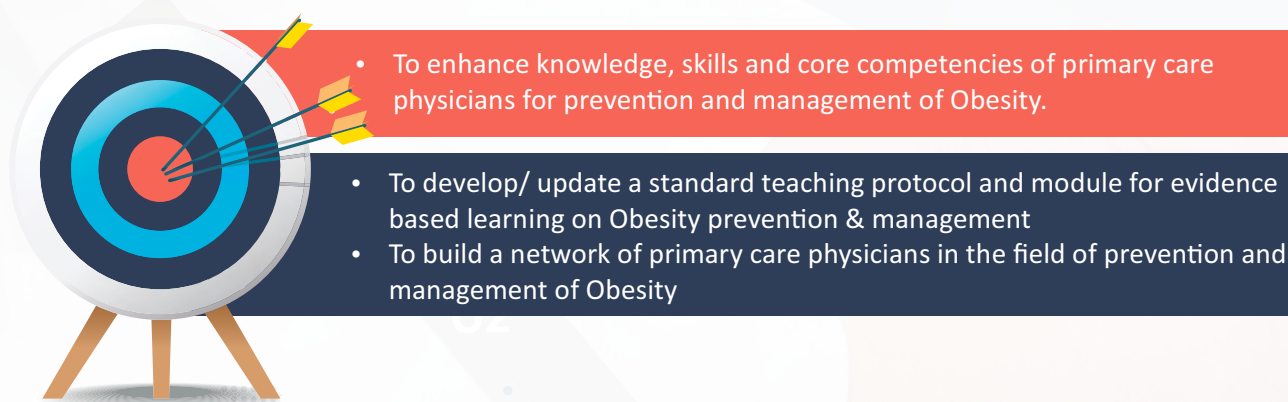 • To enhance knowledge, skills and core competencies of primary care
physicians for prevention and management of Obesity.
• To develop/ update a standard teaching protocol and module for evidence
based learning on Obesity prevention & management
• To build a network of primary care physicians in the field of prevention and
management of Obesity